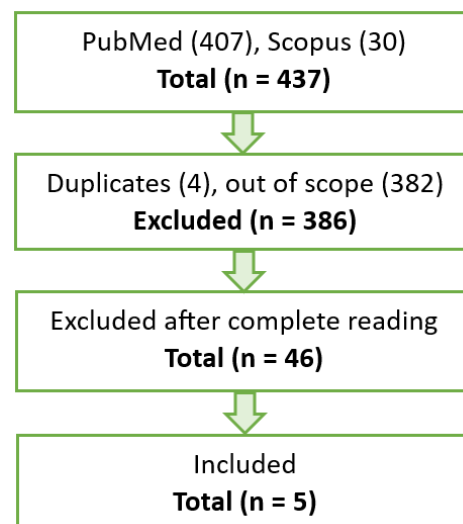 PubMed (407), Scopus (30)
Total (n = 437)
Duplicates (4), out of scope (382)
Excluded (n = 386)
Excluded after complete reading
Total (n = 46)
Included
Total (n = 5)